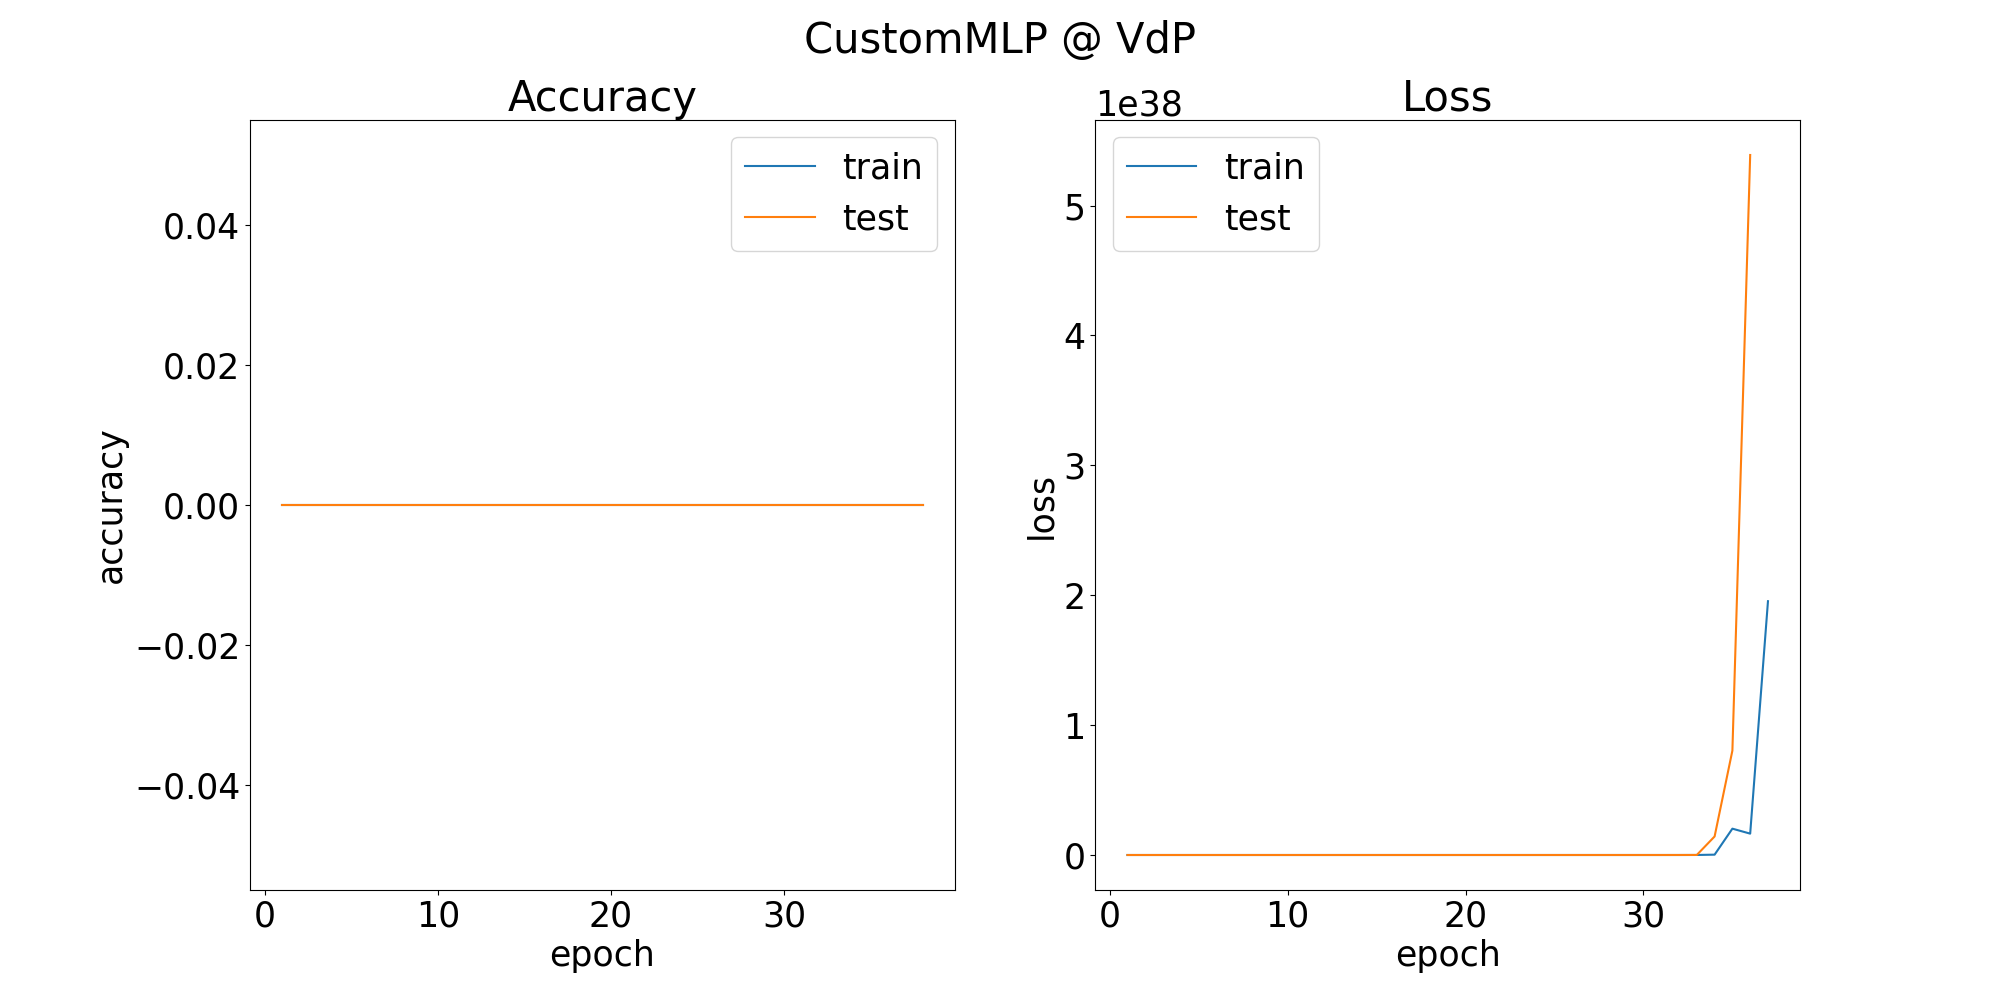 CustomMLP @ VdP
Accuracy
train
test
0.04
0.02
0.00
−0.02
−0.04
accuracy
0 10 20 30
epoch
Loss
1e38
train
test
5
4
3
2
1
0
loss
0 10 20 30
epoch